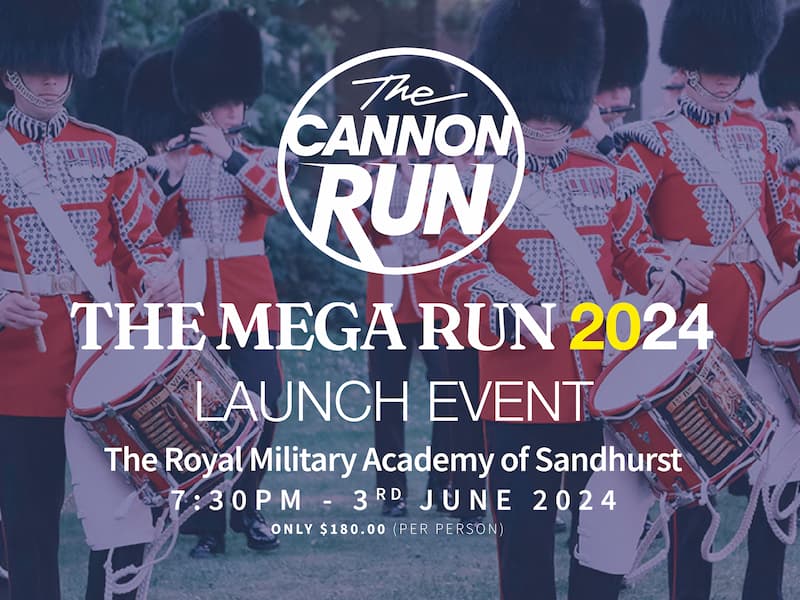 The
CANNON
RUN
THE MEGA RUN 2024
LAUNCH EVENT
The Royal Military Academy of Sandhurst
7:30PM - 3RD JUNE 2024
ONLY $180.00 (PER PERSON)